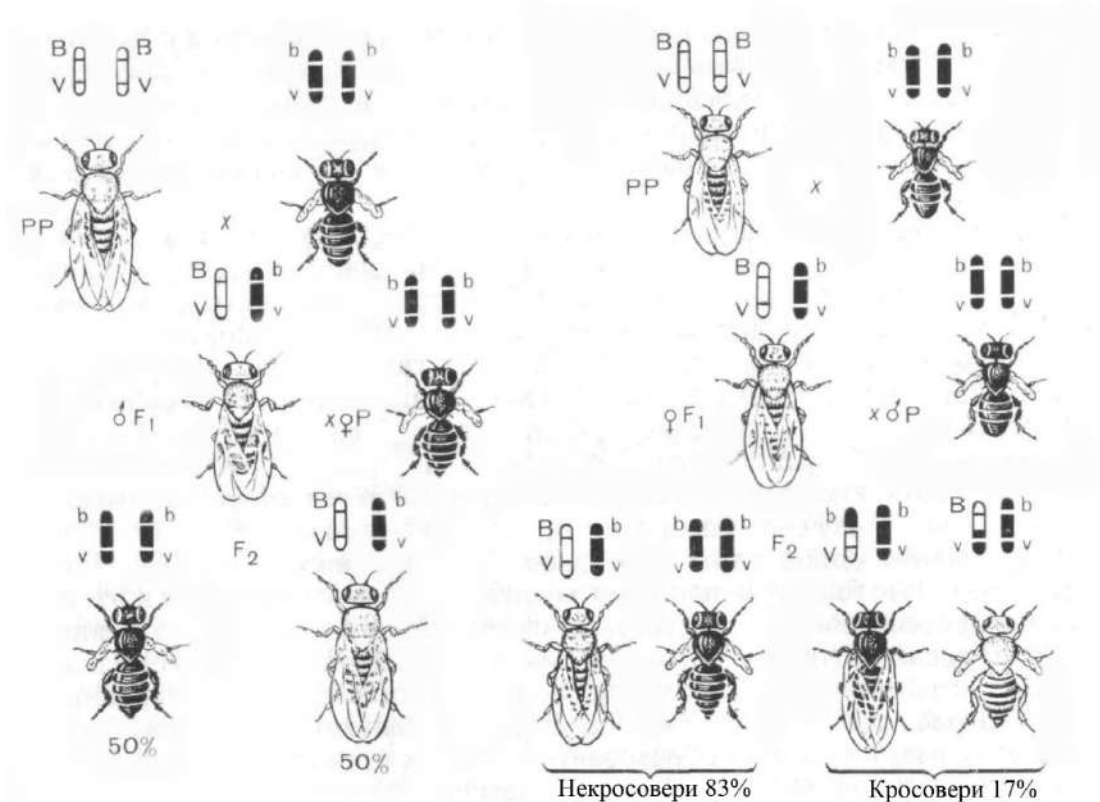 B B b b
V V v v
PP x
B b b b
V v v v
♂ F₁ x ♀ P
b b F₂ B b
v v V v
50% 50%
B B b b
V V v v
PP x
B b b b
V v v v
♀ F₁ x ♂ P
B b b b F₂ b b B b
V v v v V v v v
Некросовери 83% Кросовери 17%